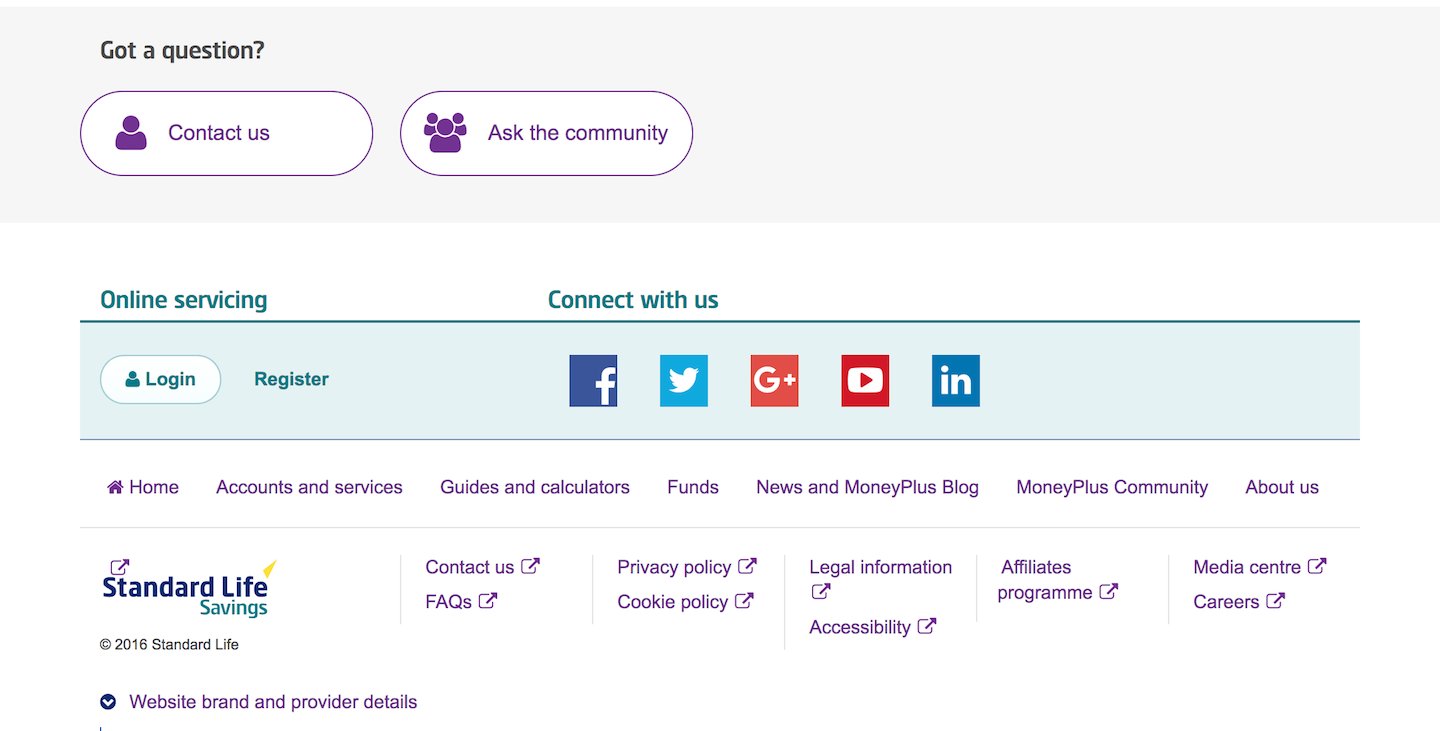 Got a question?
Contact us
Ask the community
Online servicing
Connect with us
Login
Register
f
G+
in
Home
Accounts and services
Guides and calculators
Funds
News and MoneyPlus Blog
MoneyPlus Community
About us
Standard Life
Savings
© 2016 Standard Life
Contact us
FAQs
Privacy policy
Cookie policy
Legal information
Accessibility
Affiliates
programme
Media centre
Careers
Website brand and provider details